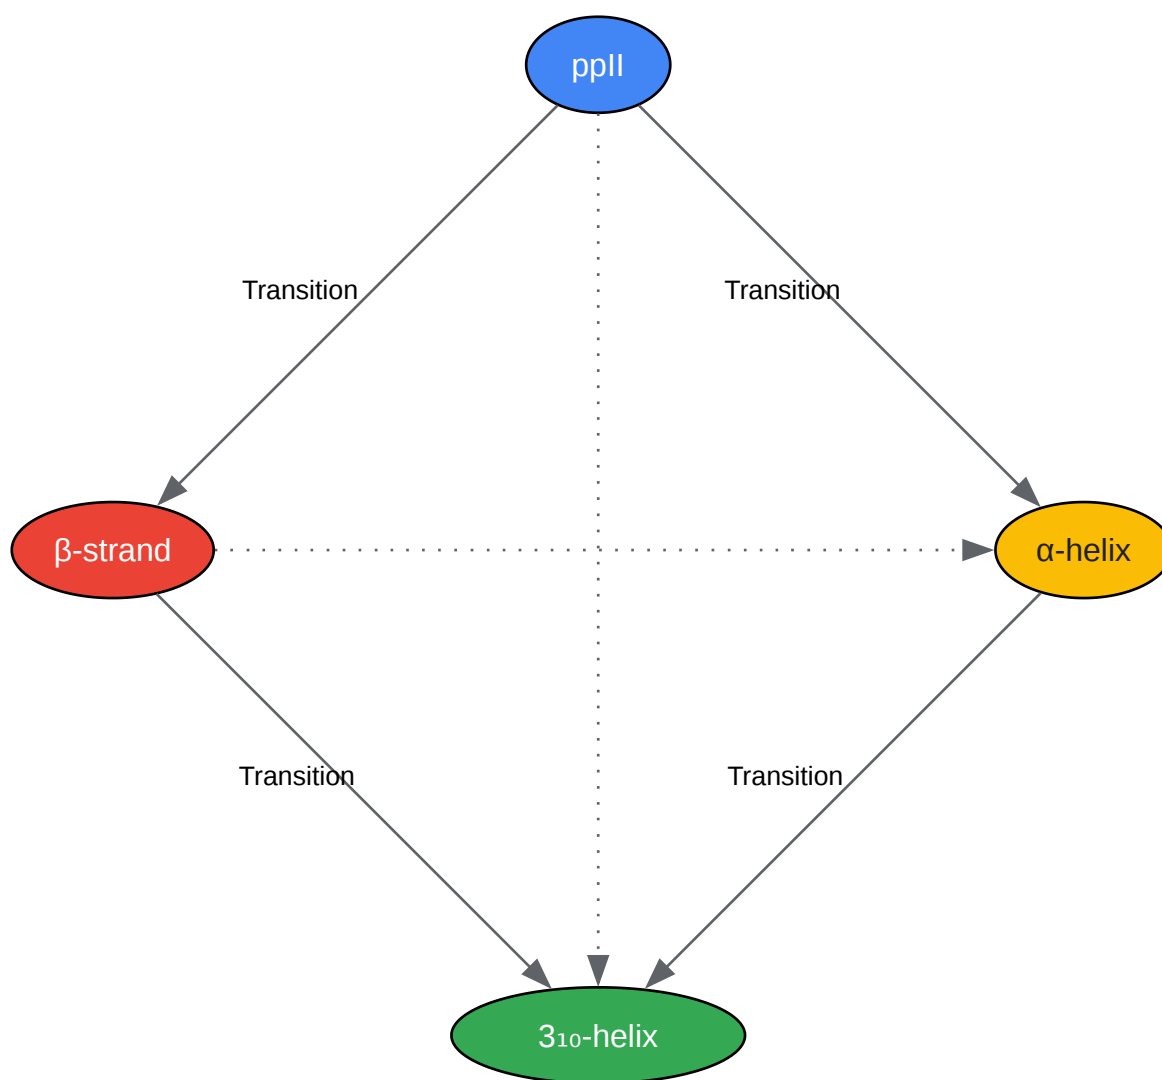 ppII
Transition
Transition
β-strand
α-helix
Transition
Transition
3₁₀-helix